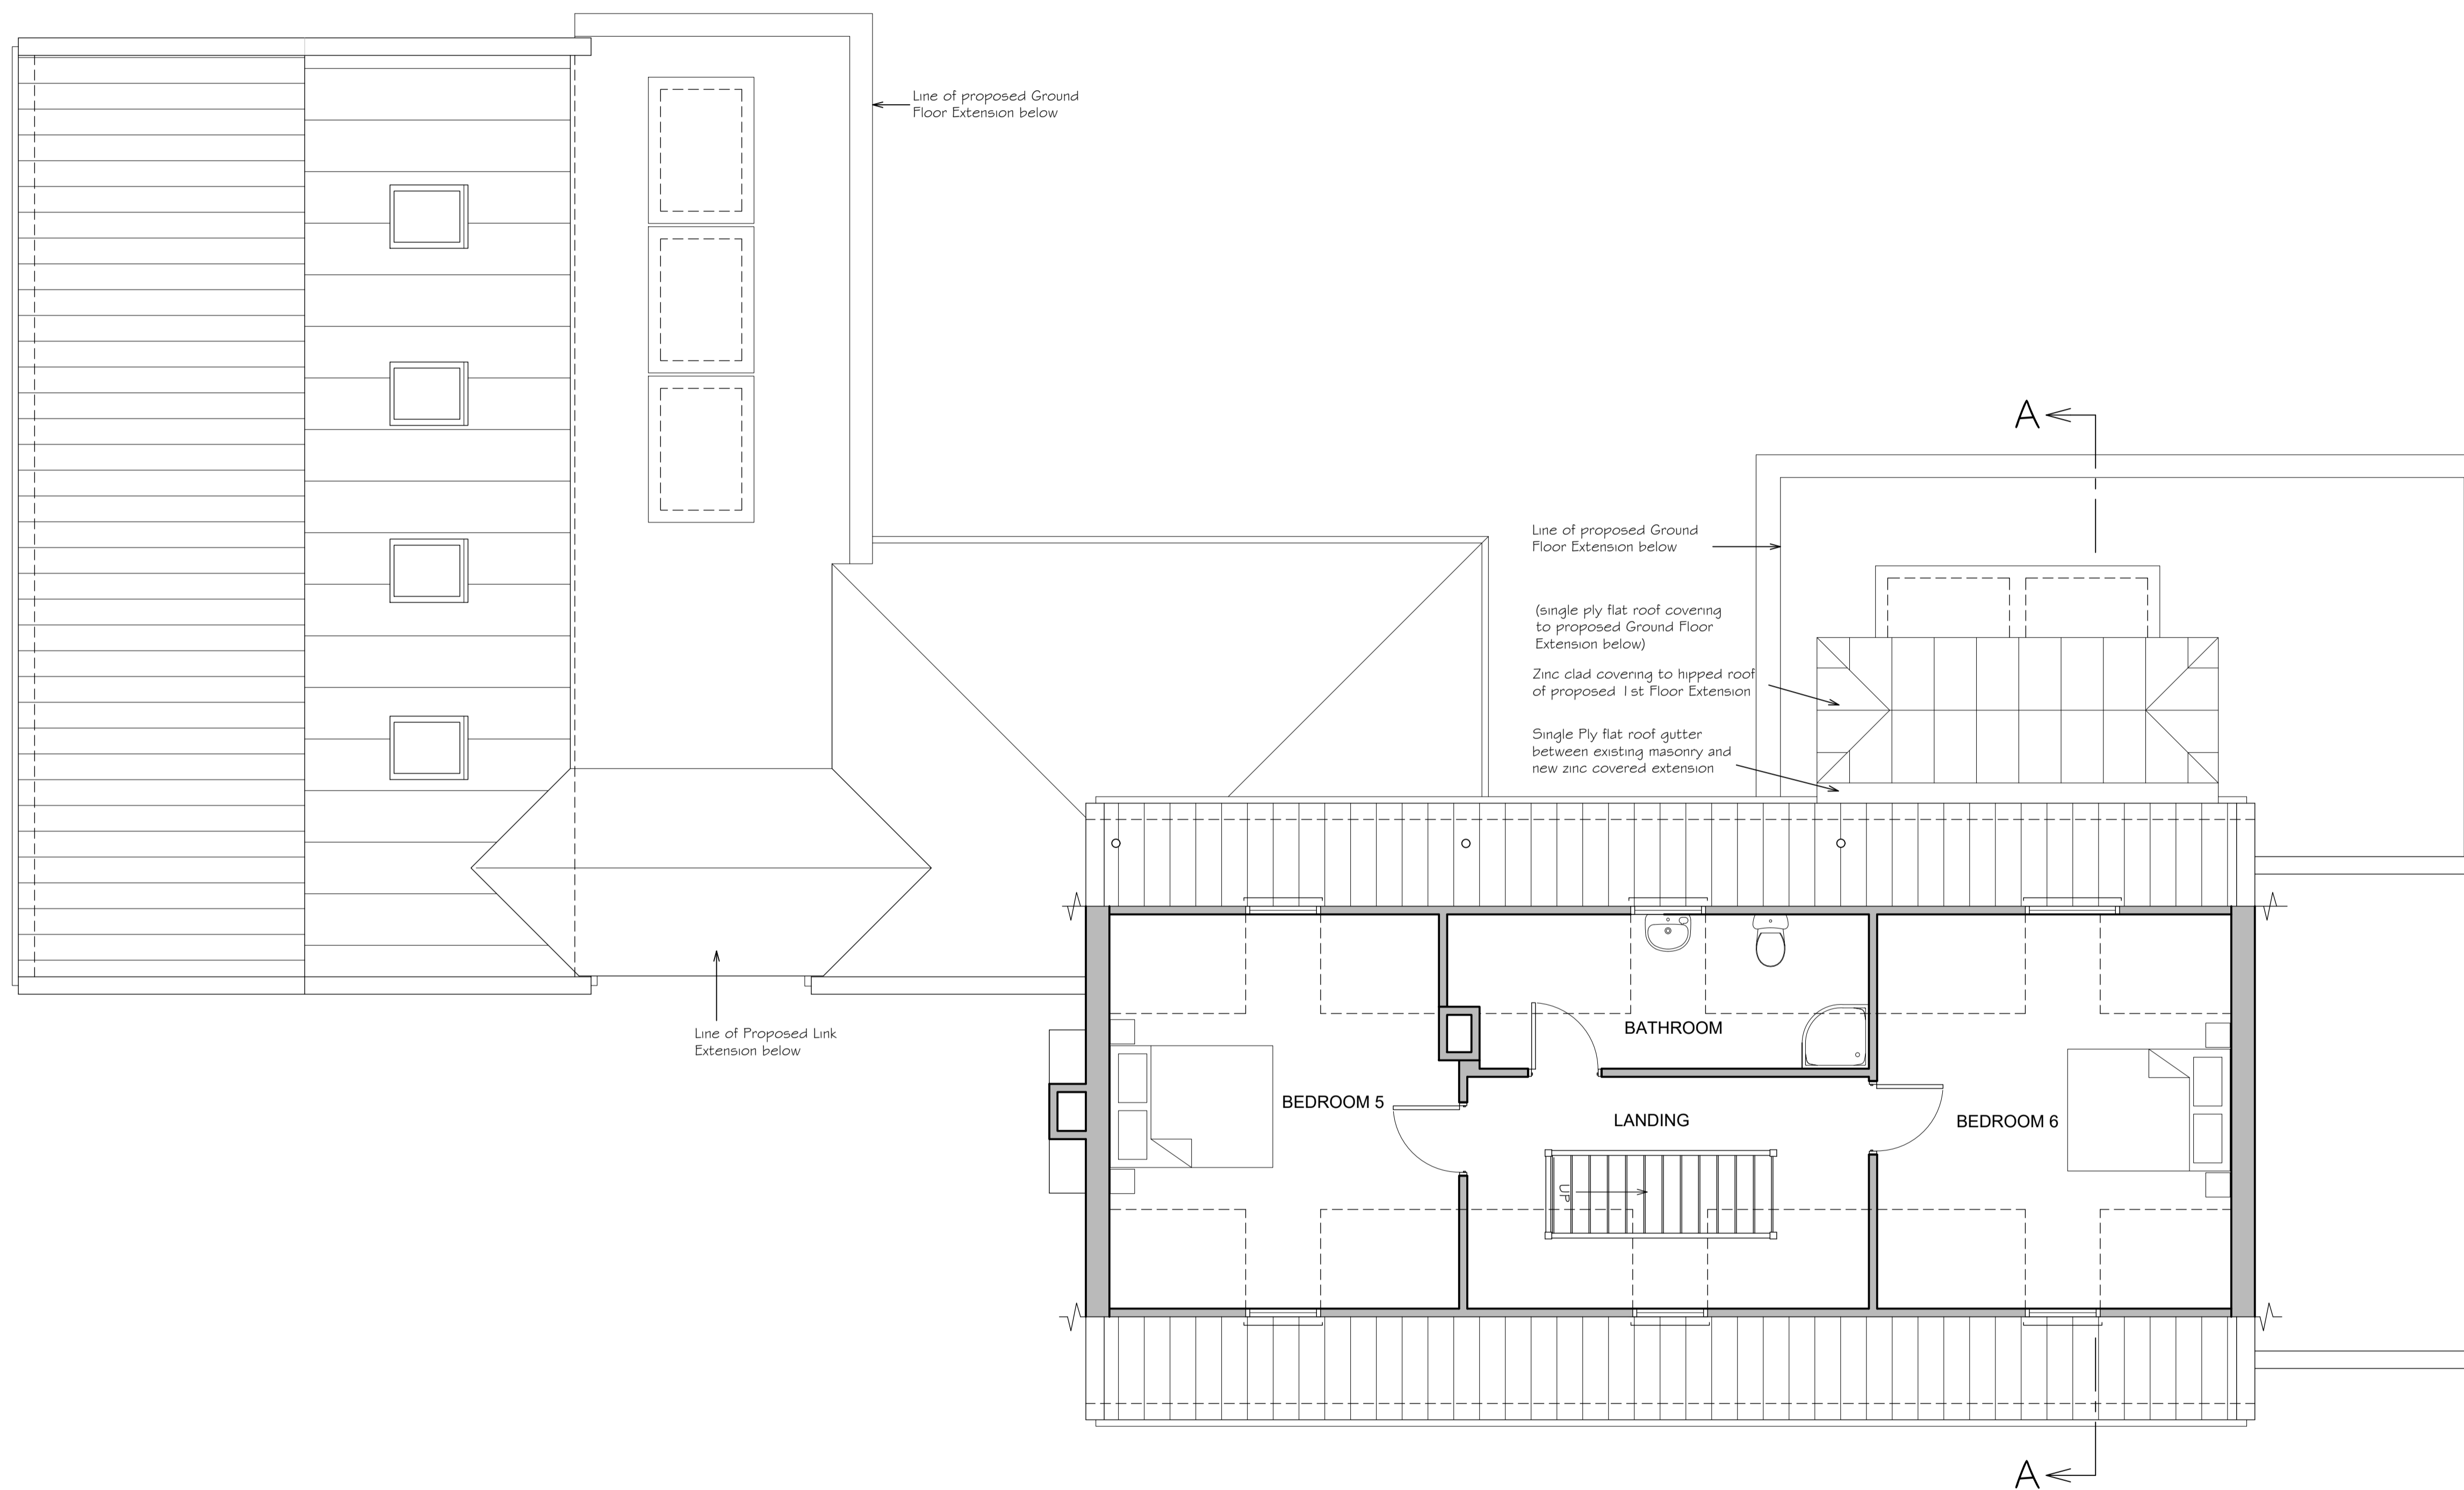 Line of proposed Ground
Floor Extension below
A
Line of proposed Ground
Floor Extension below
(single ply flat roof covering
to proposed Ground Floor
Extension below)
Zinc clad covering to hipped roof
of proposed 1st Floor Extension
Single Ply flat roof gutter
between existing masonry and
new zinc covered extension
Line of Proposed Link
Extension below
BATHROOM
BEDROOM 5
LANDING
BEDROOM 6
A